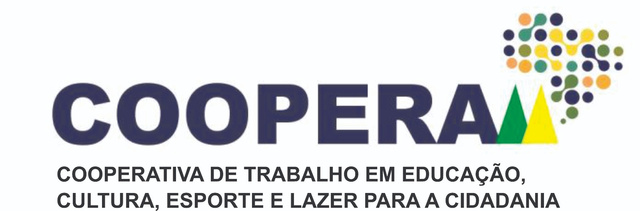 COOPERA
COOPERATIVA DE TRABALHO EM EDUCAÇÃO,
CULTURA, ESPORTE E LAZER PARA A CIDADANIA